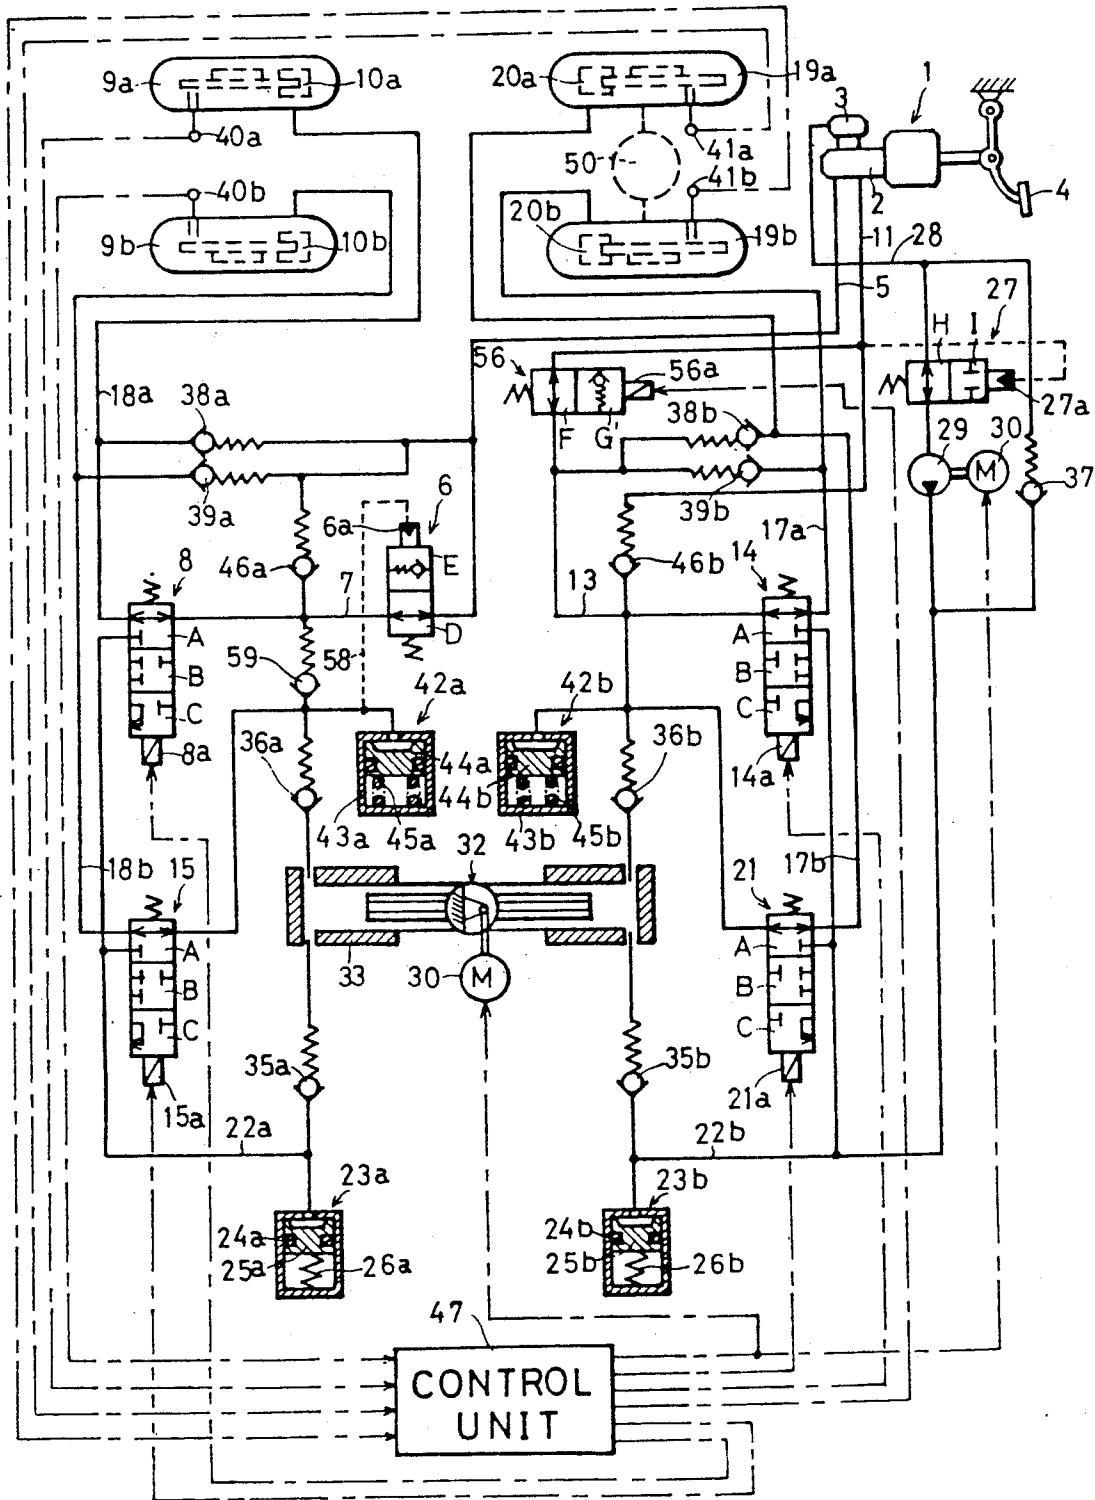 9a 10a 20a 19a 1
3
40a 50 41a
40b 41b 2 4
20b 11 28
9b 10b 19b
5 27
H I
56 56a
18a 38a 38b 27a
F G 29 30
M
39a 6 39b 37
6a 17a
E
8 46a 46b 14
7 13
A D A
B 59 58 B
C 42a 42b C
8a 36a 36b 14a
44a
44b
43a 45a 43b 45b
32
18b 15 21 17b
A A
30 M
B 33 B
C C
35a 35b
15a 21a
22a 22b
23a 23b
24a 24b
25a 26a 25b 26b
47
CONTROL
UNIT